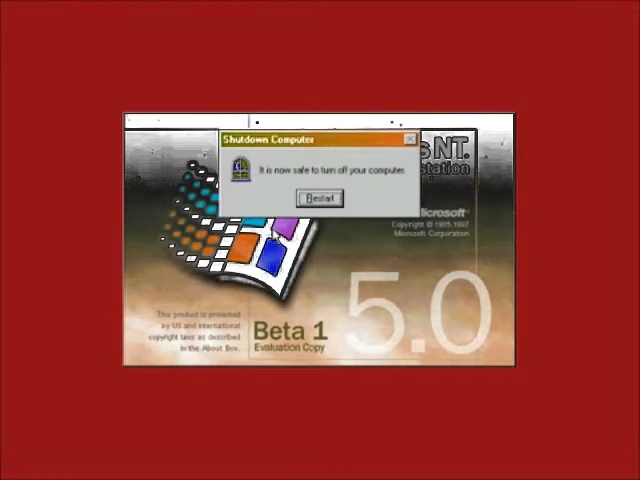 Shutdown Computer
It is now safe to turn off your computer.
Restart
s NT.
station
Microsoft
Copyright © 1985-1997
Microsoft Corporation
5.0
This product is protected
by US and international
copyright laws as described
in the About Box.
Beta 1
Evaluation Copy